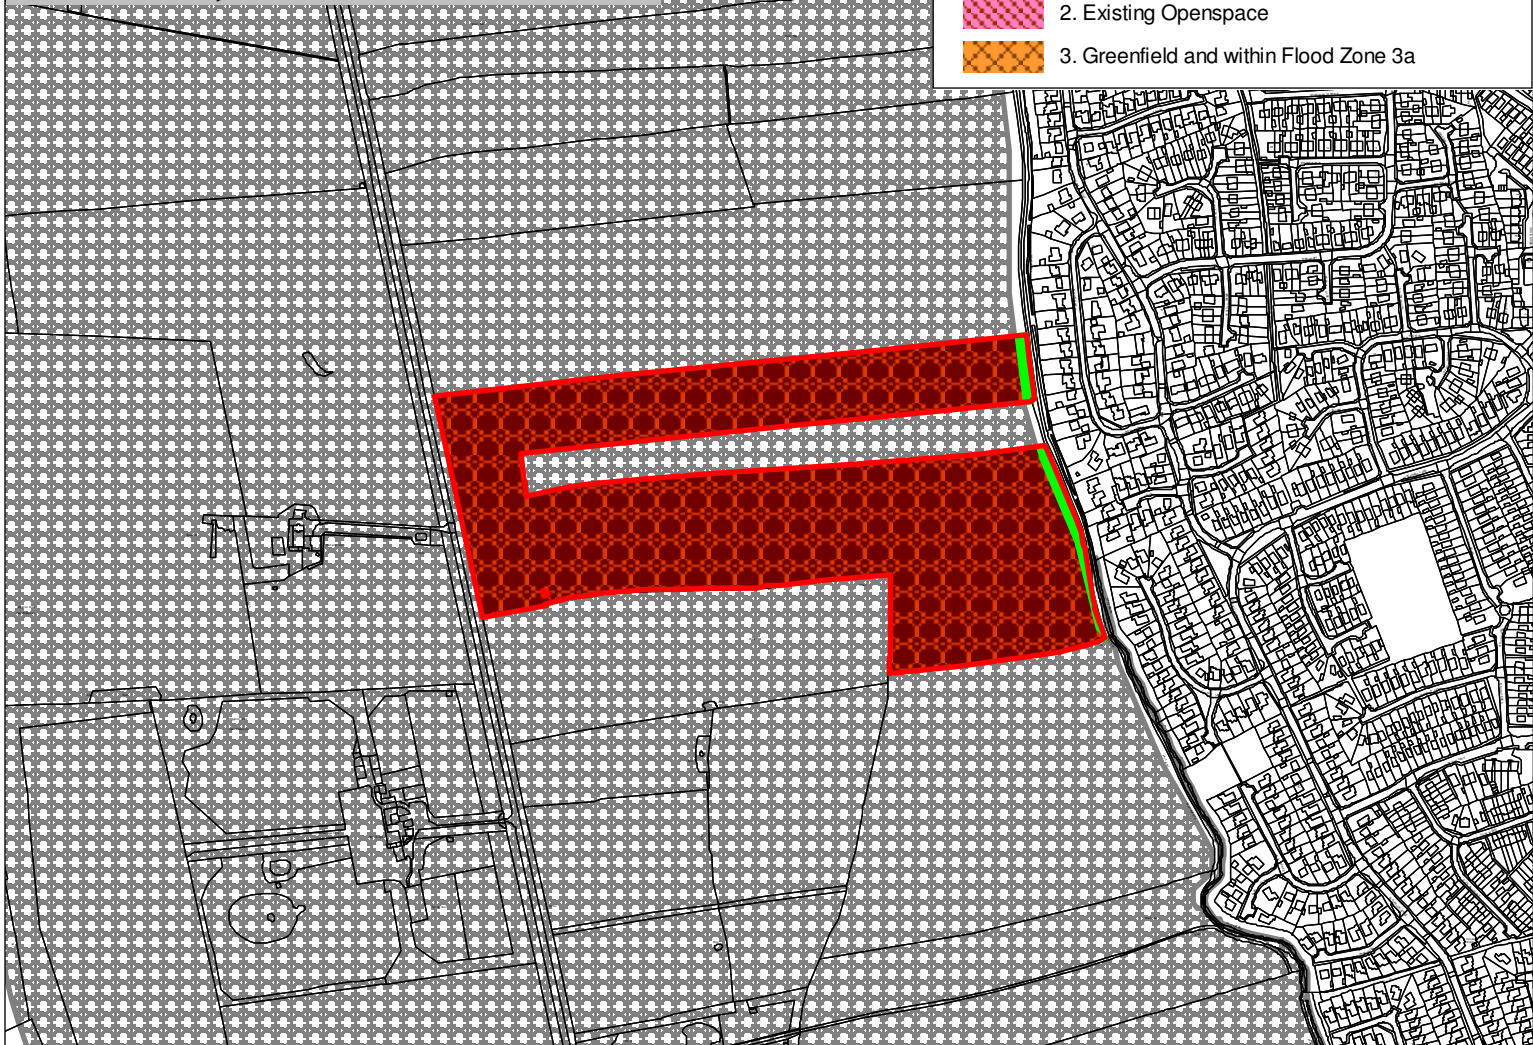 2. Existing Openspace
3. Greenfield and within Flood Zone 3a